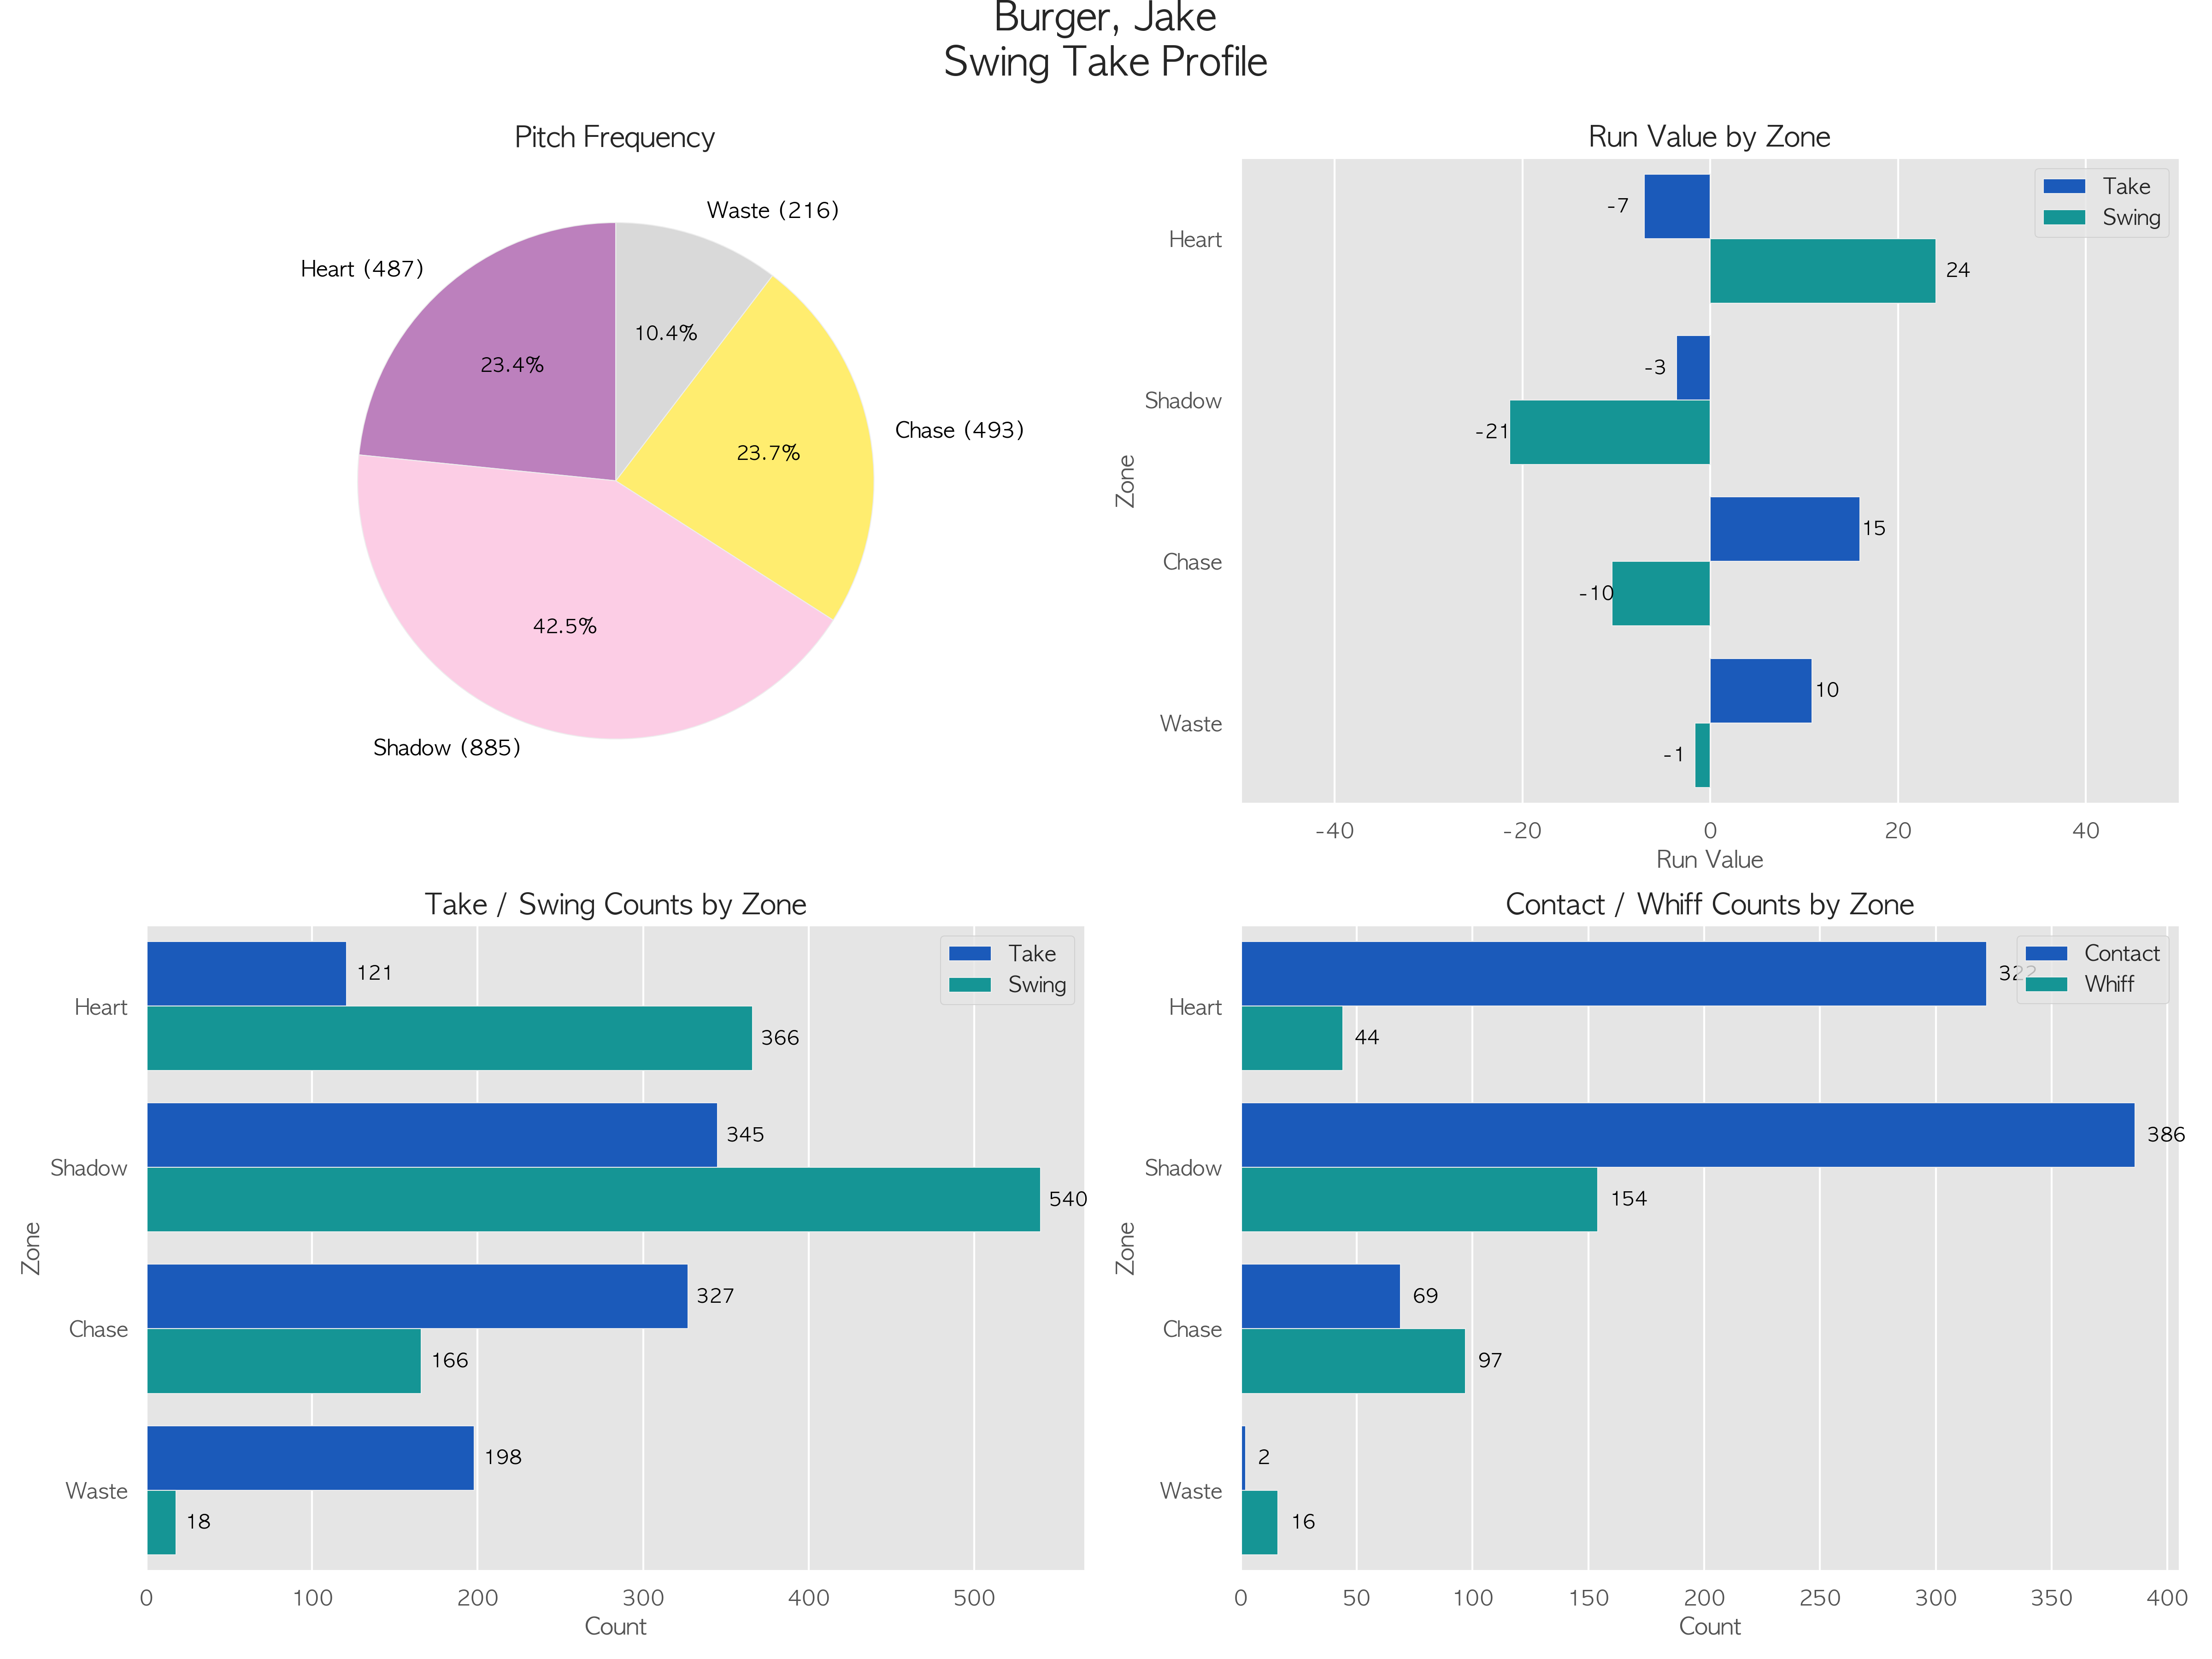 Burger, Jake
Swing Take Profile
Pitch Frequency
Waste (216)
Heart (487)
10.4%
23.4%
Chase (493)
23.7%
42.5%
Shadow (885)
Run Value by Zone
Take
Swing
-7
Heart
24
-3
Shadow
-21
Zone
15
Chase
-10
10
Waste
-1
-40 -20 0 20 40
Run Value
Take / Swing Counts by Zone
Take
Swing
121
Heart
366
345
Shadow
540
Zone
327
Chase
166
198
Waste
18
0 100 200 300 400 500
Count
Contact / Whiff Counts by Zone
Contact
Whiff
322
Heart
44
386
Shadow
154
Zone
69
Chase
97
2
Waste
16
0 50 100 150 200 250 300 350 400
Count